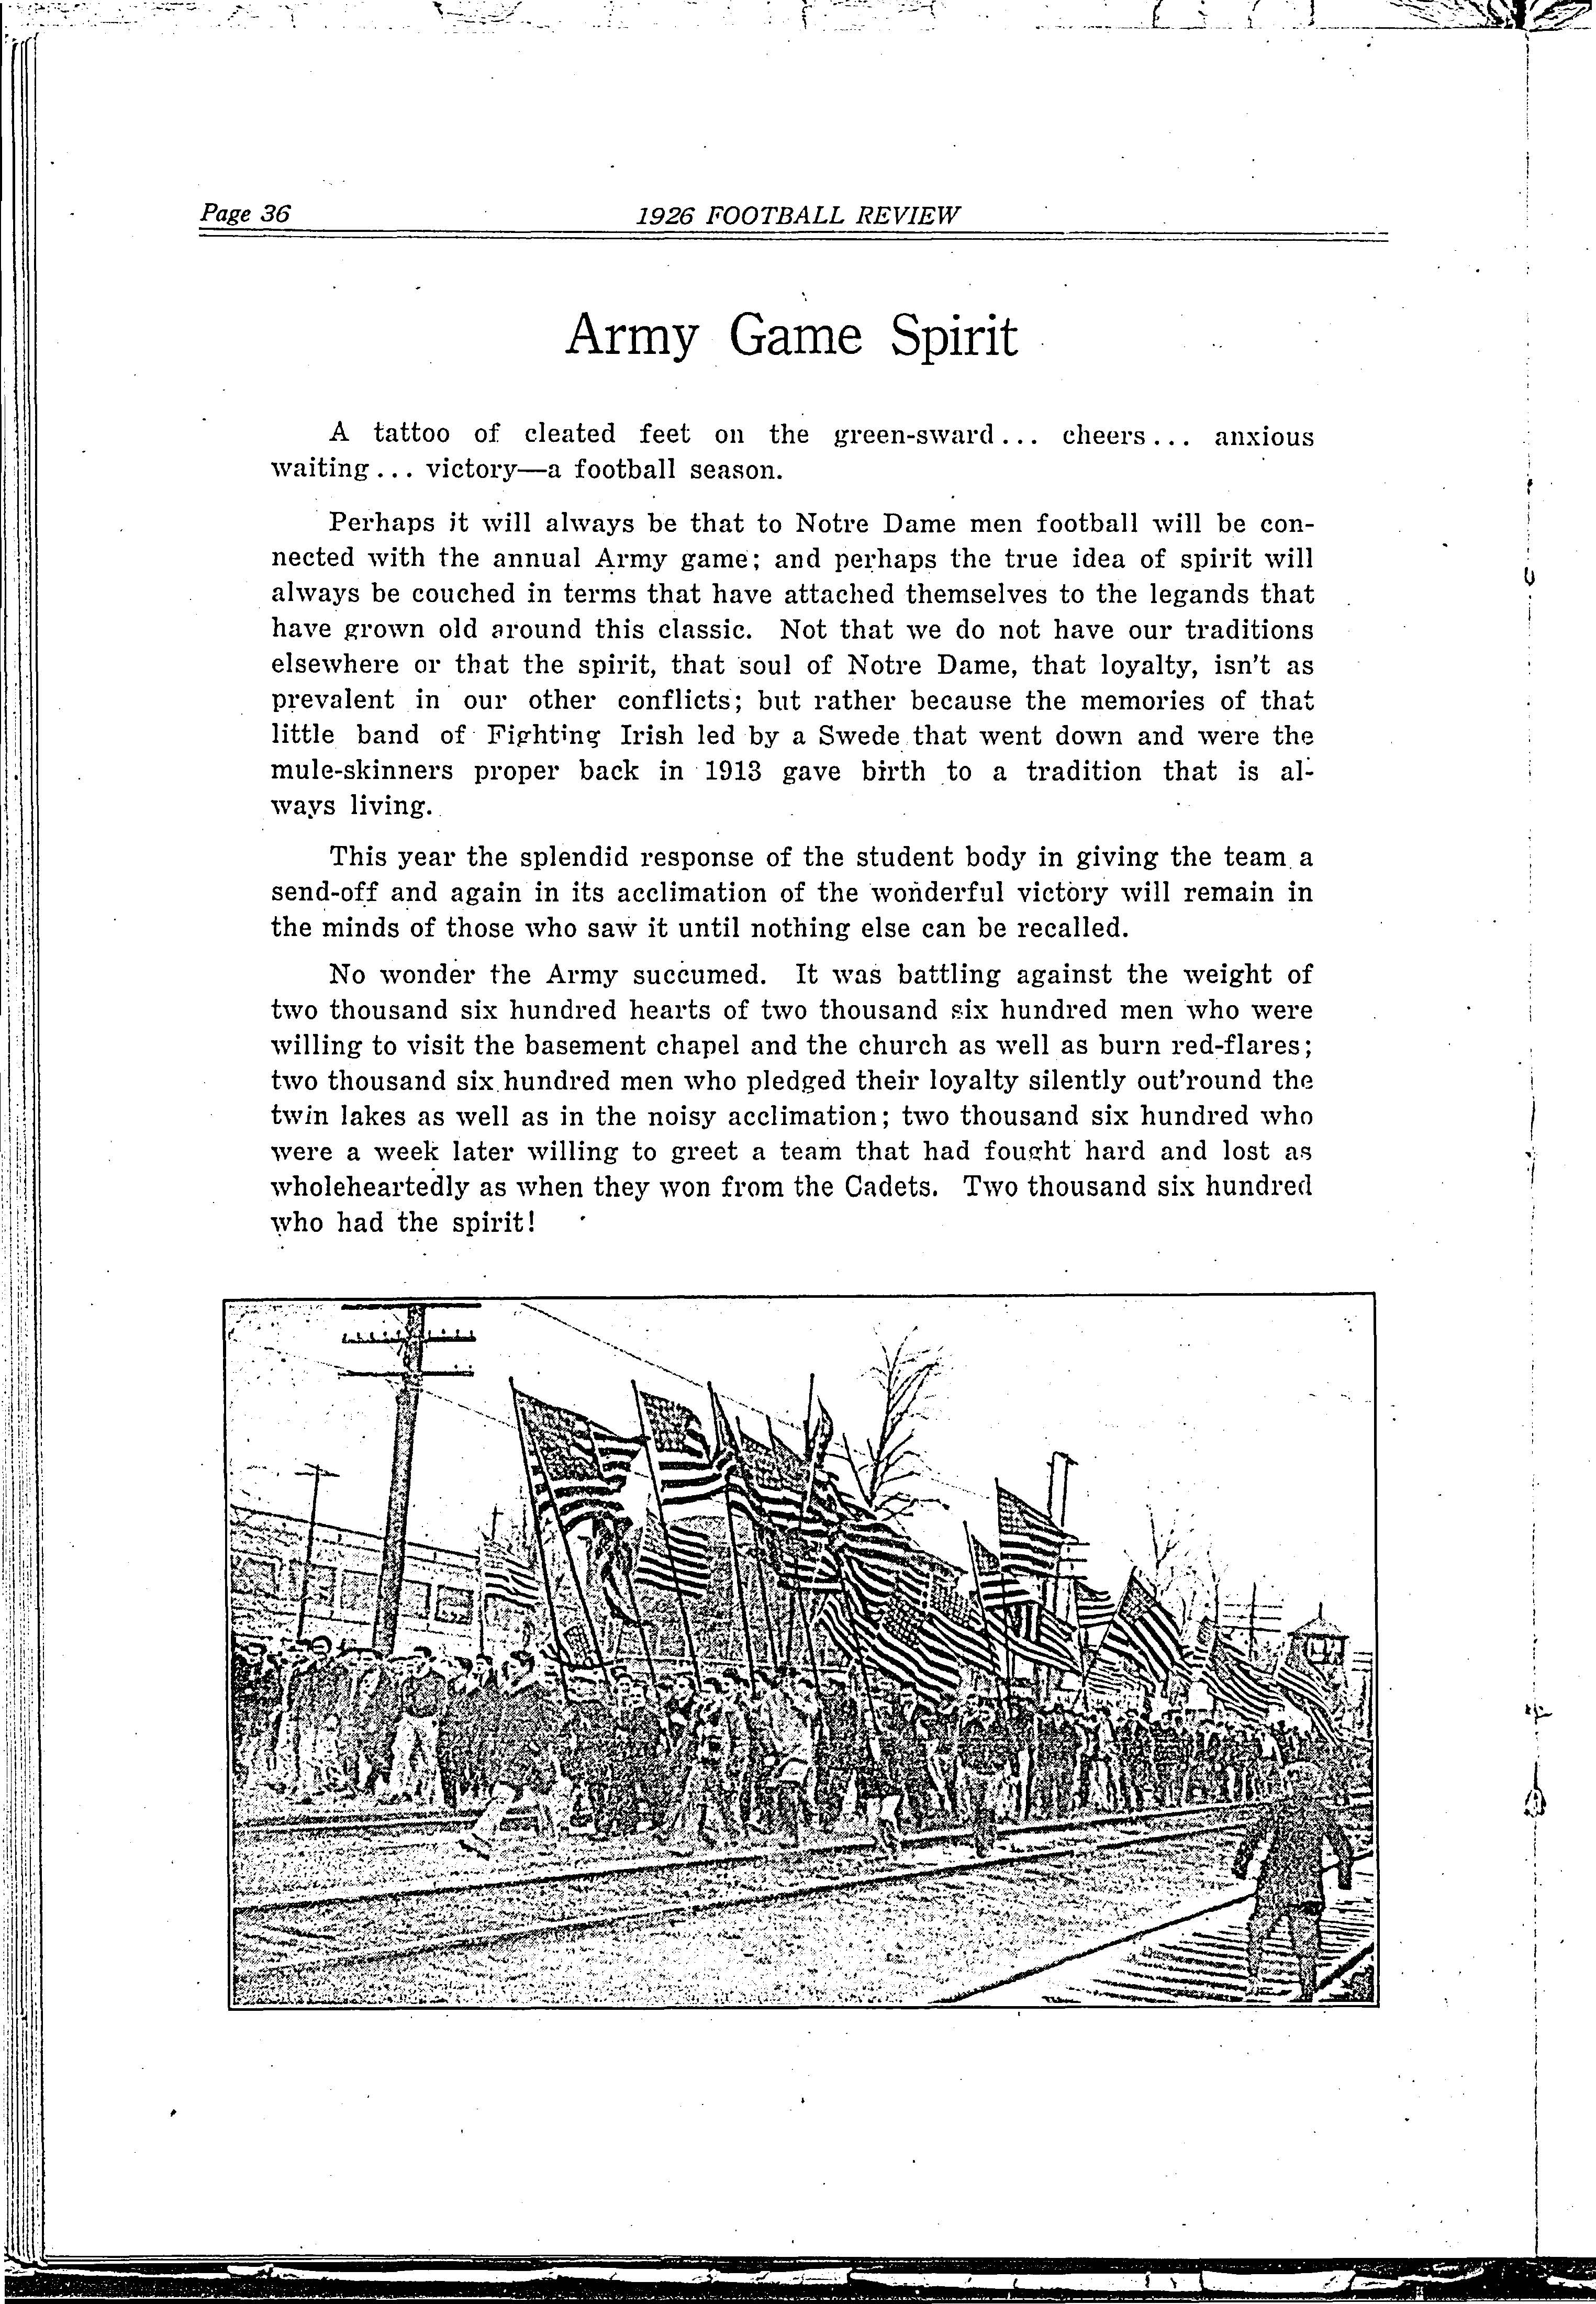 Page 36 1926 FOOTBALL REVIEW
Army Game Spirit
A tattoo of cleated feet on the green-sward... cheers... anxious
waiting... victory—a football season.
Perhaps it will always be that to Notre Dame men football will be con-
nected with the annual Army game; and perhaps the true idea of spirit will
always be couched in terms that have attached themselves to the legands that
have grown old around this classic. Not that we do not have our traditions
elsewhere or that the spirit, that soul of Notre Dame, that loyalty, isn't as
prevalent in our other conflicts; but rather because the memories of that
little band of Fighting Irish led by a Swede that went down and were the
mule-skinners proper back in 1913 gave birth to a tradition that is al-
ways living.
This year the splendid response of the student body in giving the team a
send-off and again in its acclimation of the wonderful victory will remain in
the minds of those who saw it until nothing else can be recalled.
No wonder the Army succumed. It was battling against the weight of
two thousand six hundred hearts of two thousand six hundred men who were
willing to visit the basement chapel and the church as well as burn red-flares;
two thousand six hundred men who pledged their loyalty silently out'round the
twin lakes as well as in the noisy acclimation; two thousand six hundred who
were a week later willing to greet a team that had fought hard and lost as
wholeheartedly as when they won from the Cadets. Two thousand six hundred
who had the spirit!